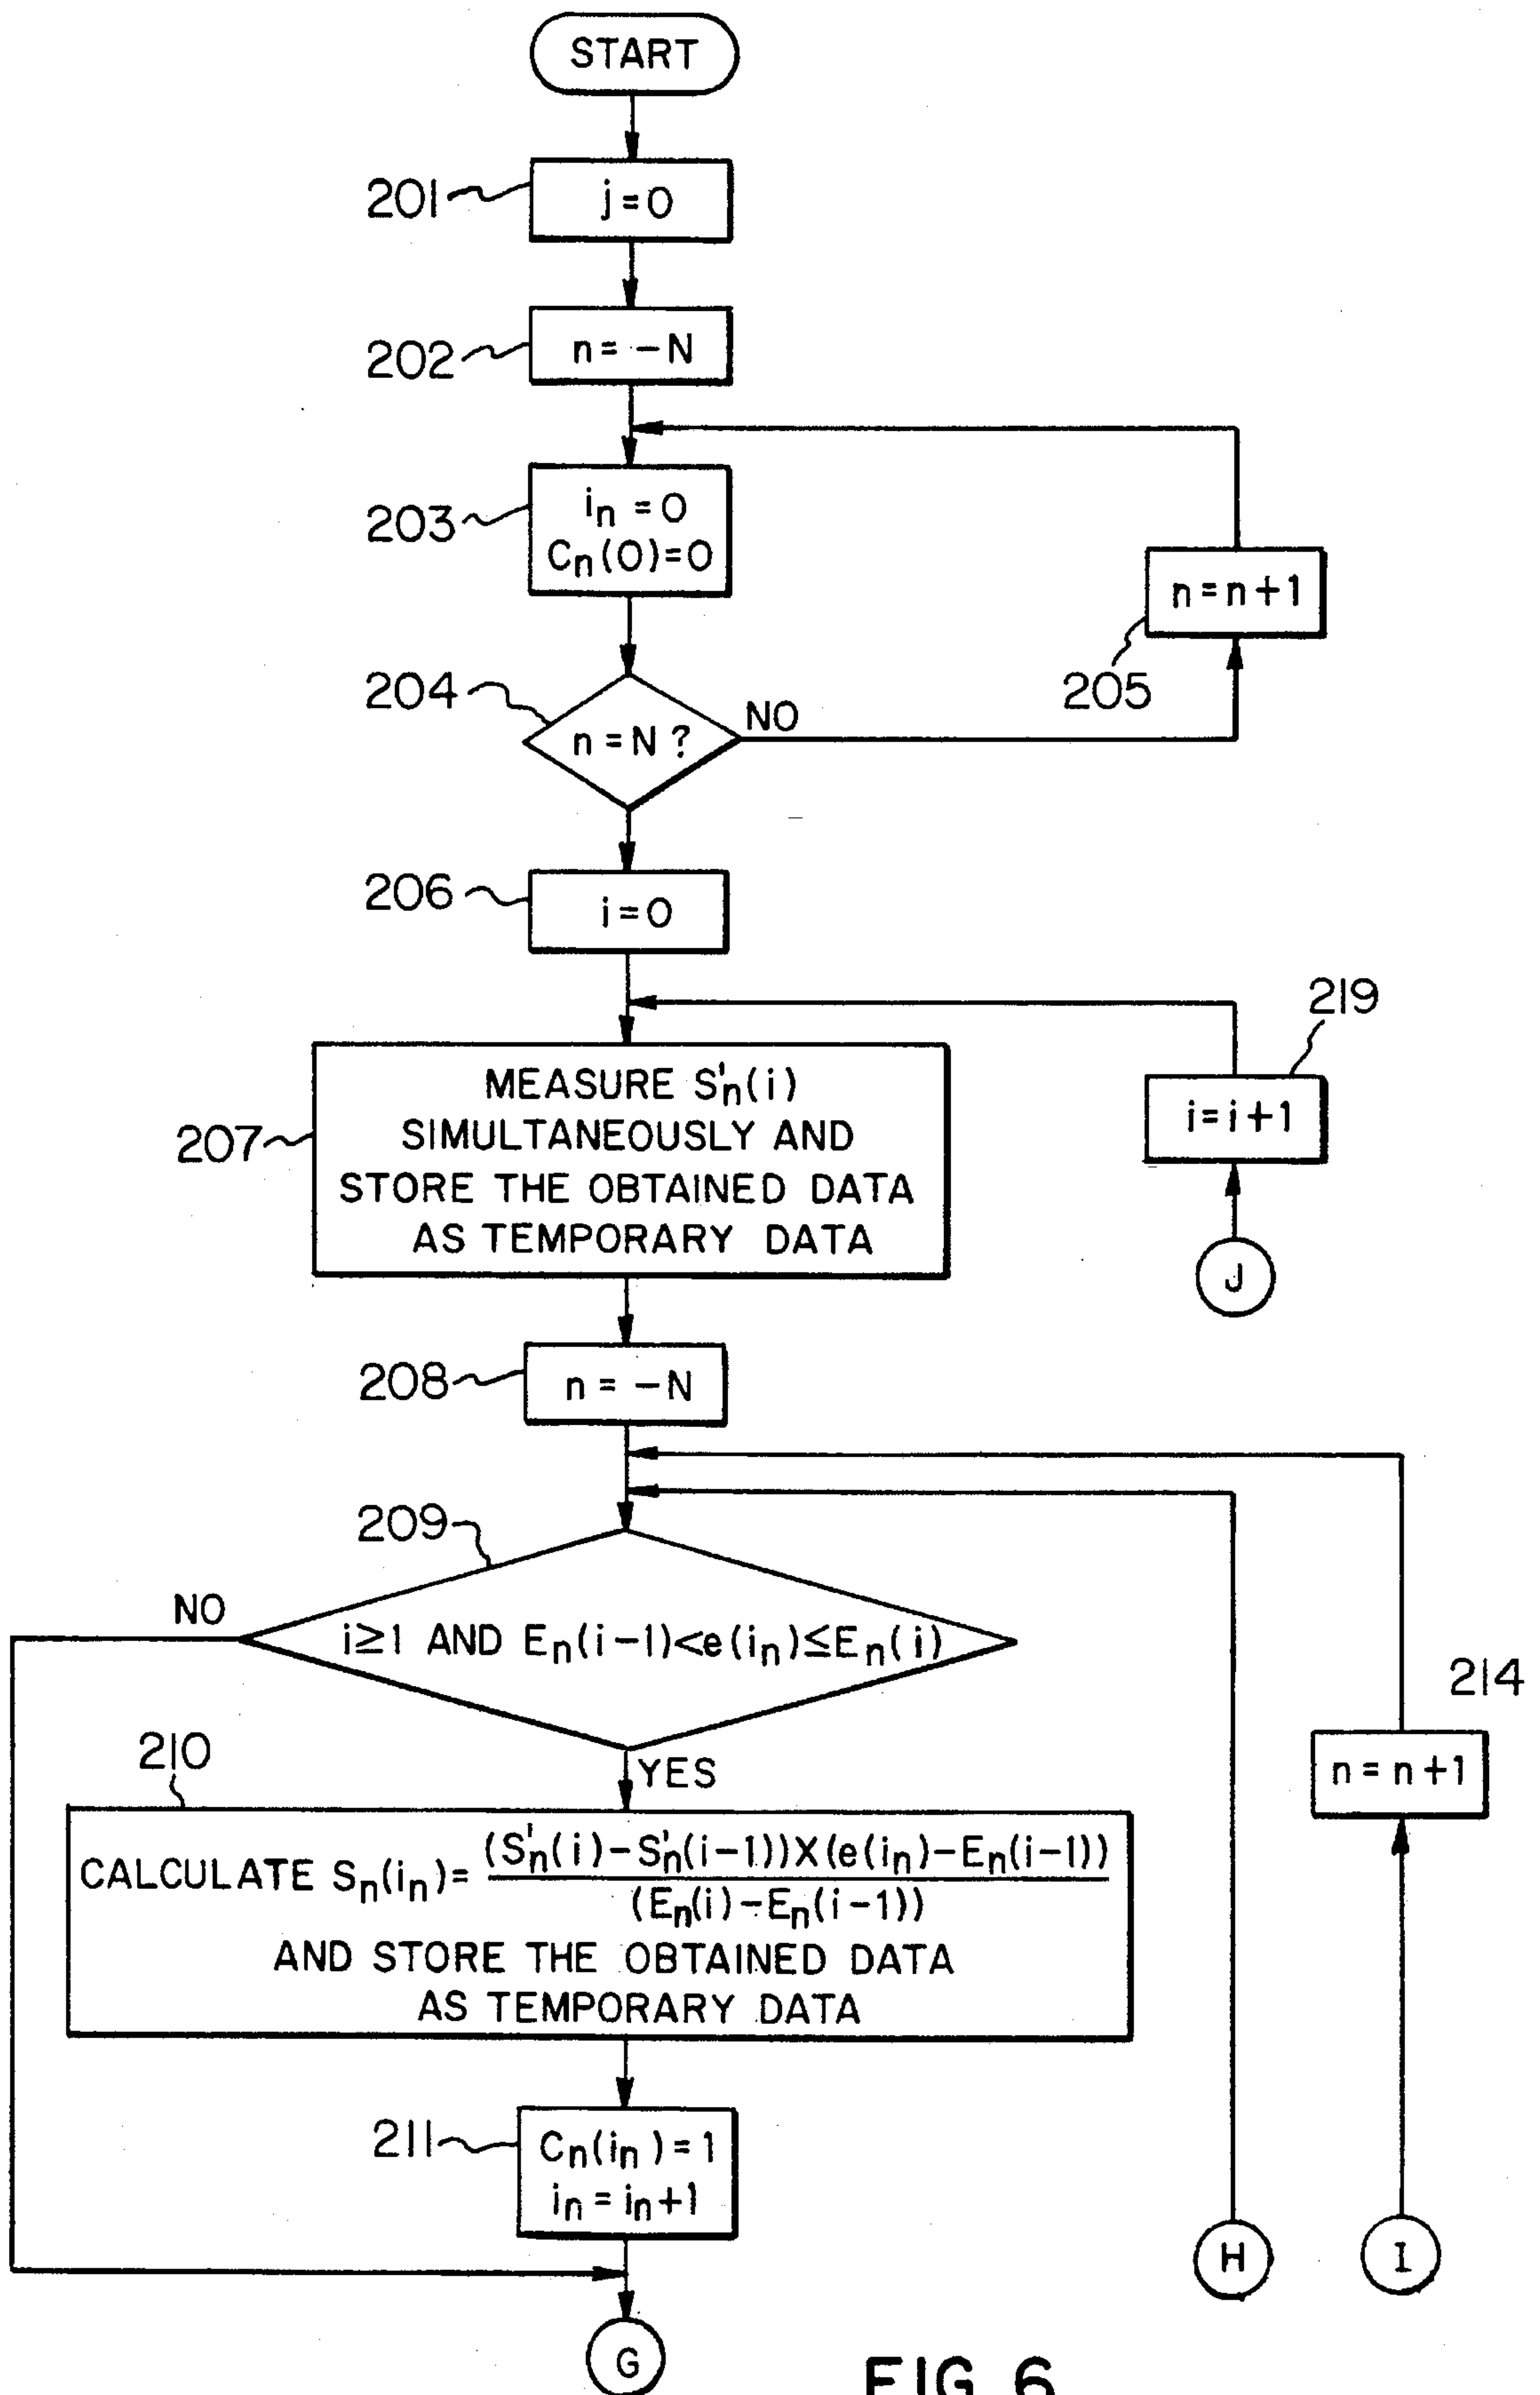 START
201
j=0
202
n= -N
203
in =0
Cn(0)=0
n=n+1
205
204
n=N?
NO
206
i=0
219
i=i+1
J
207
MEASURE S'n(i)
SIMULTANEOUSLY AND
STORE THE OBTAINED DATA
AS TEMPORARY DATA
208
n= -N
209
NO
i≥1 AND En(i-1)<e(in)≤En(i)
YES
214
n=n+1
210
CALCULATE Sn(in)= (S'n(i)-S'n(i-1))X(e(in)-En(i-1))
(En(i)-En(i-1))
AND STORE THE OBTAINED DATA
AS TEMPORARY DATA
211
Cn(in)=1
in=in+1
H
I
G
FIG. 6